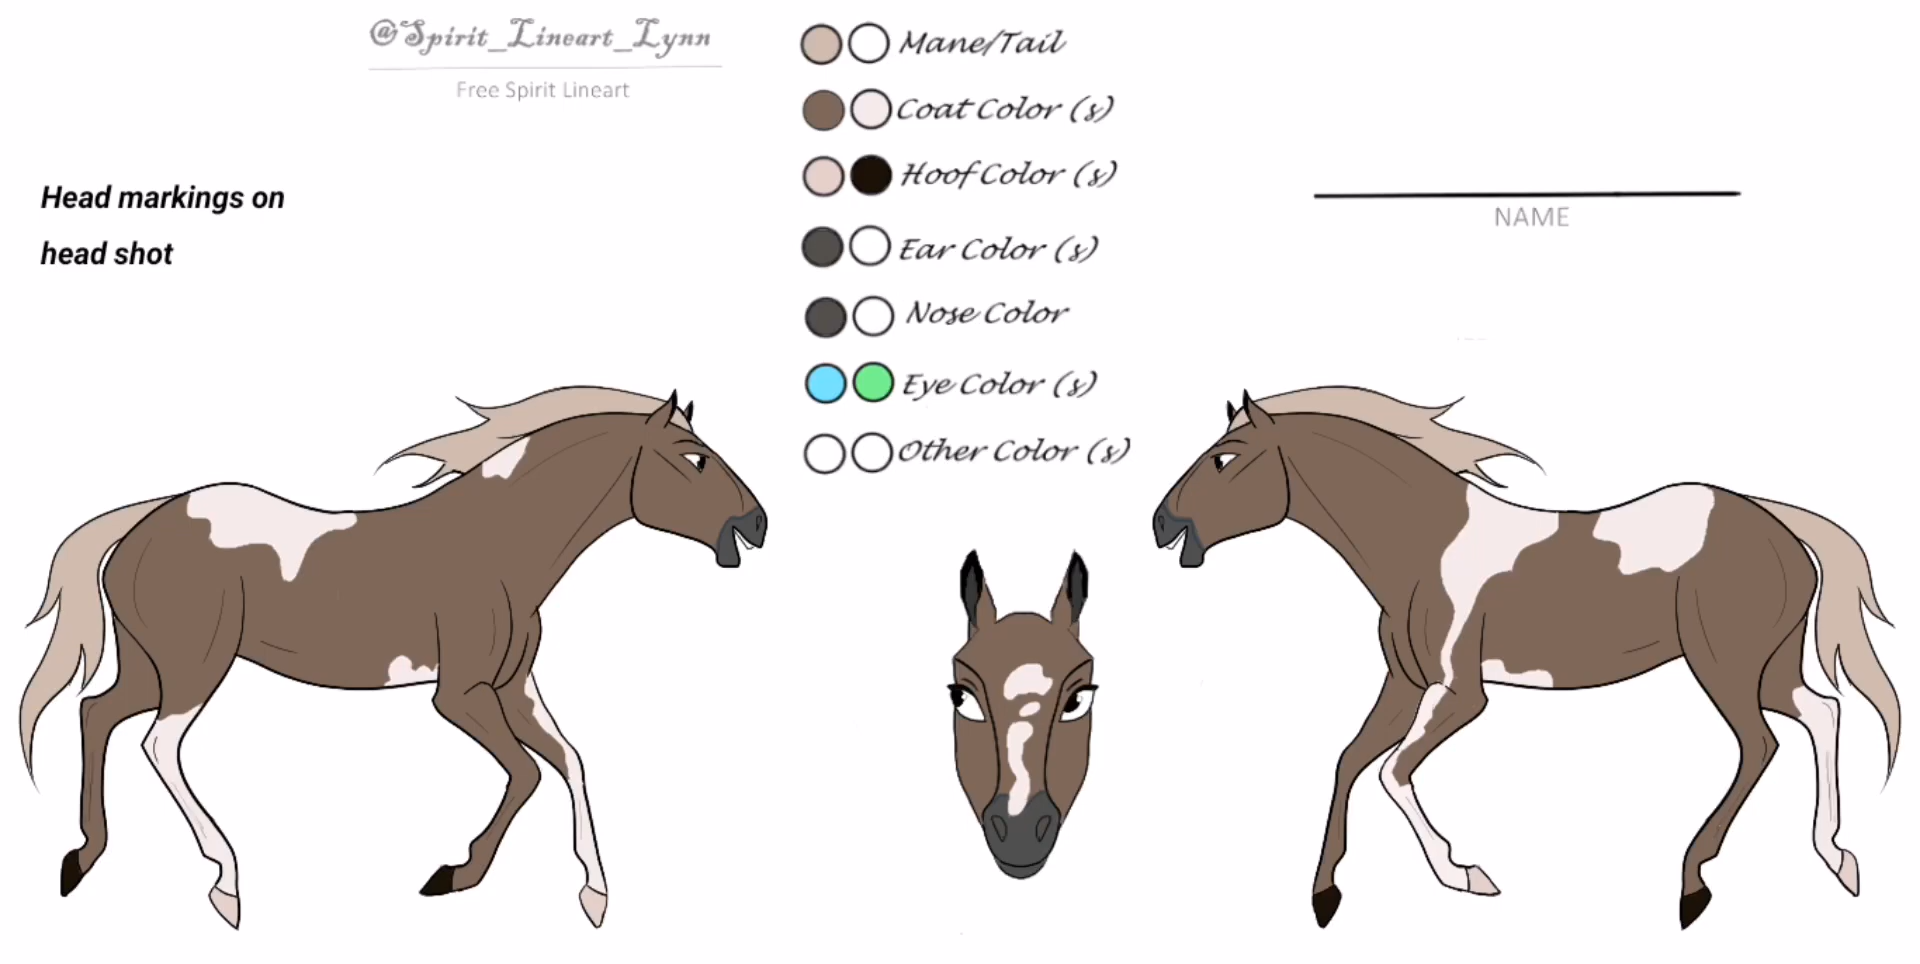 @Spirit_Lineart_Lynn
Free Spirit Lineart
Head markings on
head shot
Mane/Tail
Coat Color (s)
Hoof Color (s)
Ear Color (s)
Nose Color
Eye Color (s)
Other Color (s)
NAME